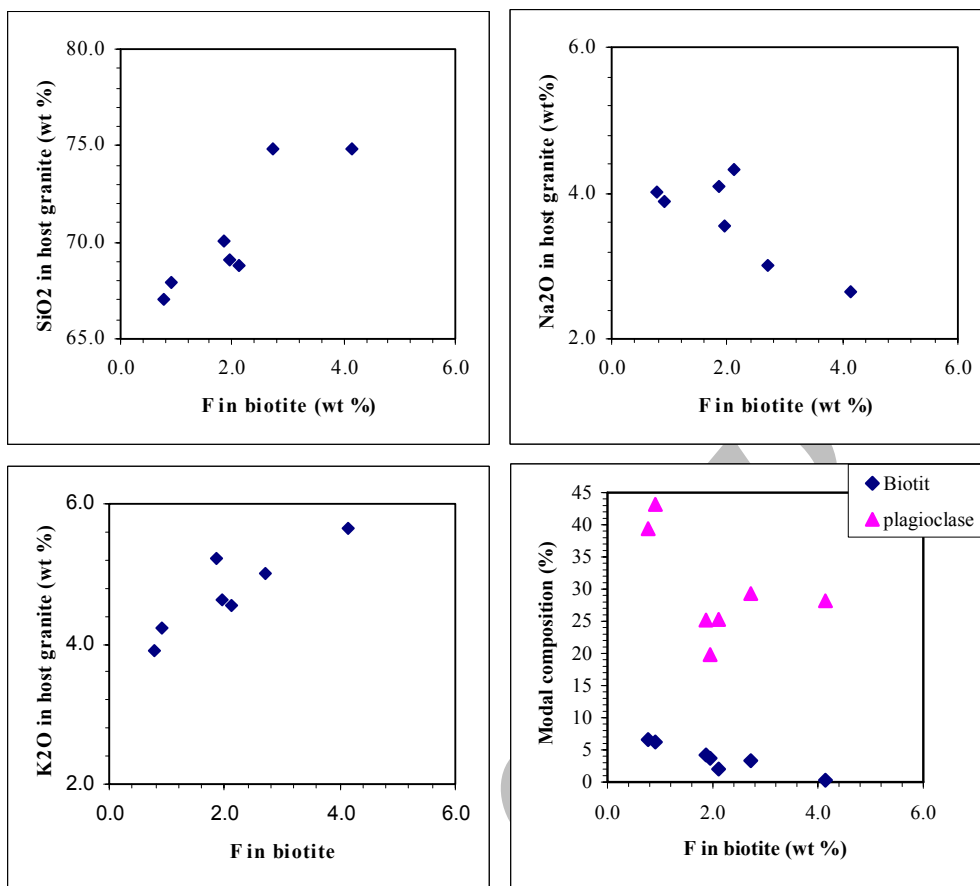 80.0
75.0
70.0
65.0
SiO2 in host granite (wt %)
0.0 2.0 4.0 6.0
F in biotite (wt %)
6.0
4.0
2.0
Na2O in host granite (wt%)
0.0 2.0 4.0 6.0
F in biotite (wt %)
6.0
4.0
2.0
K2O in host granite (wt %)
0.0 2.0 4.0 6.0
F in biotite
Biotit
plagioclase
45
40
35
30
25
20
15
10
5
0
Modal composition (%)
0.0 2.0 4.0 6.0
F in biotite (wt %)